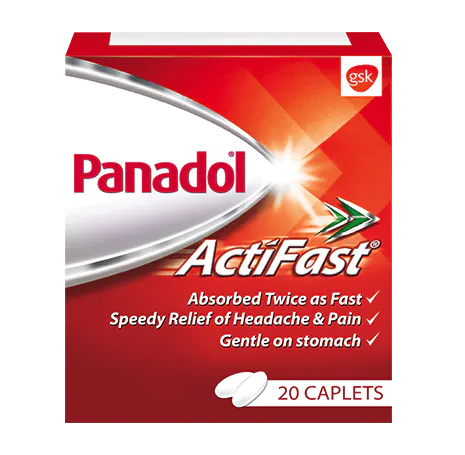 gsk
Panadol®
ActiFast®
Absorbed Twice as Fast ✓
Speedy Relief of Headache & Pain ✓
Gentle on stomach ✓
20 CAPLETS